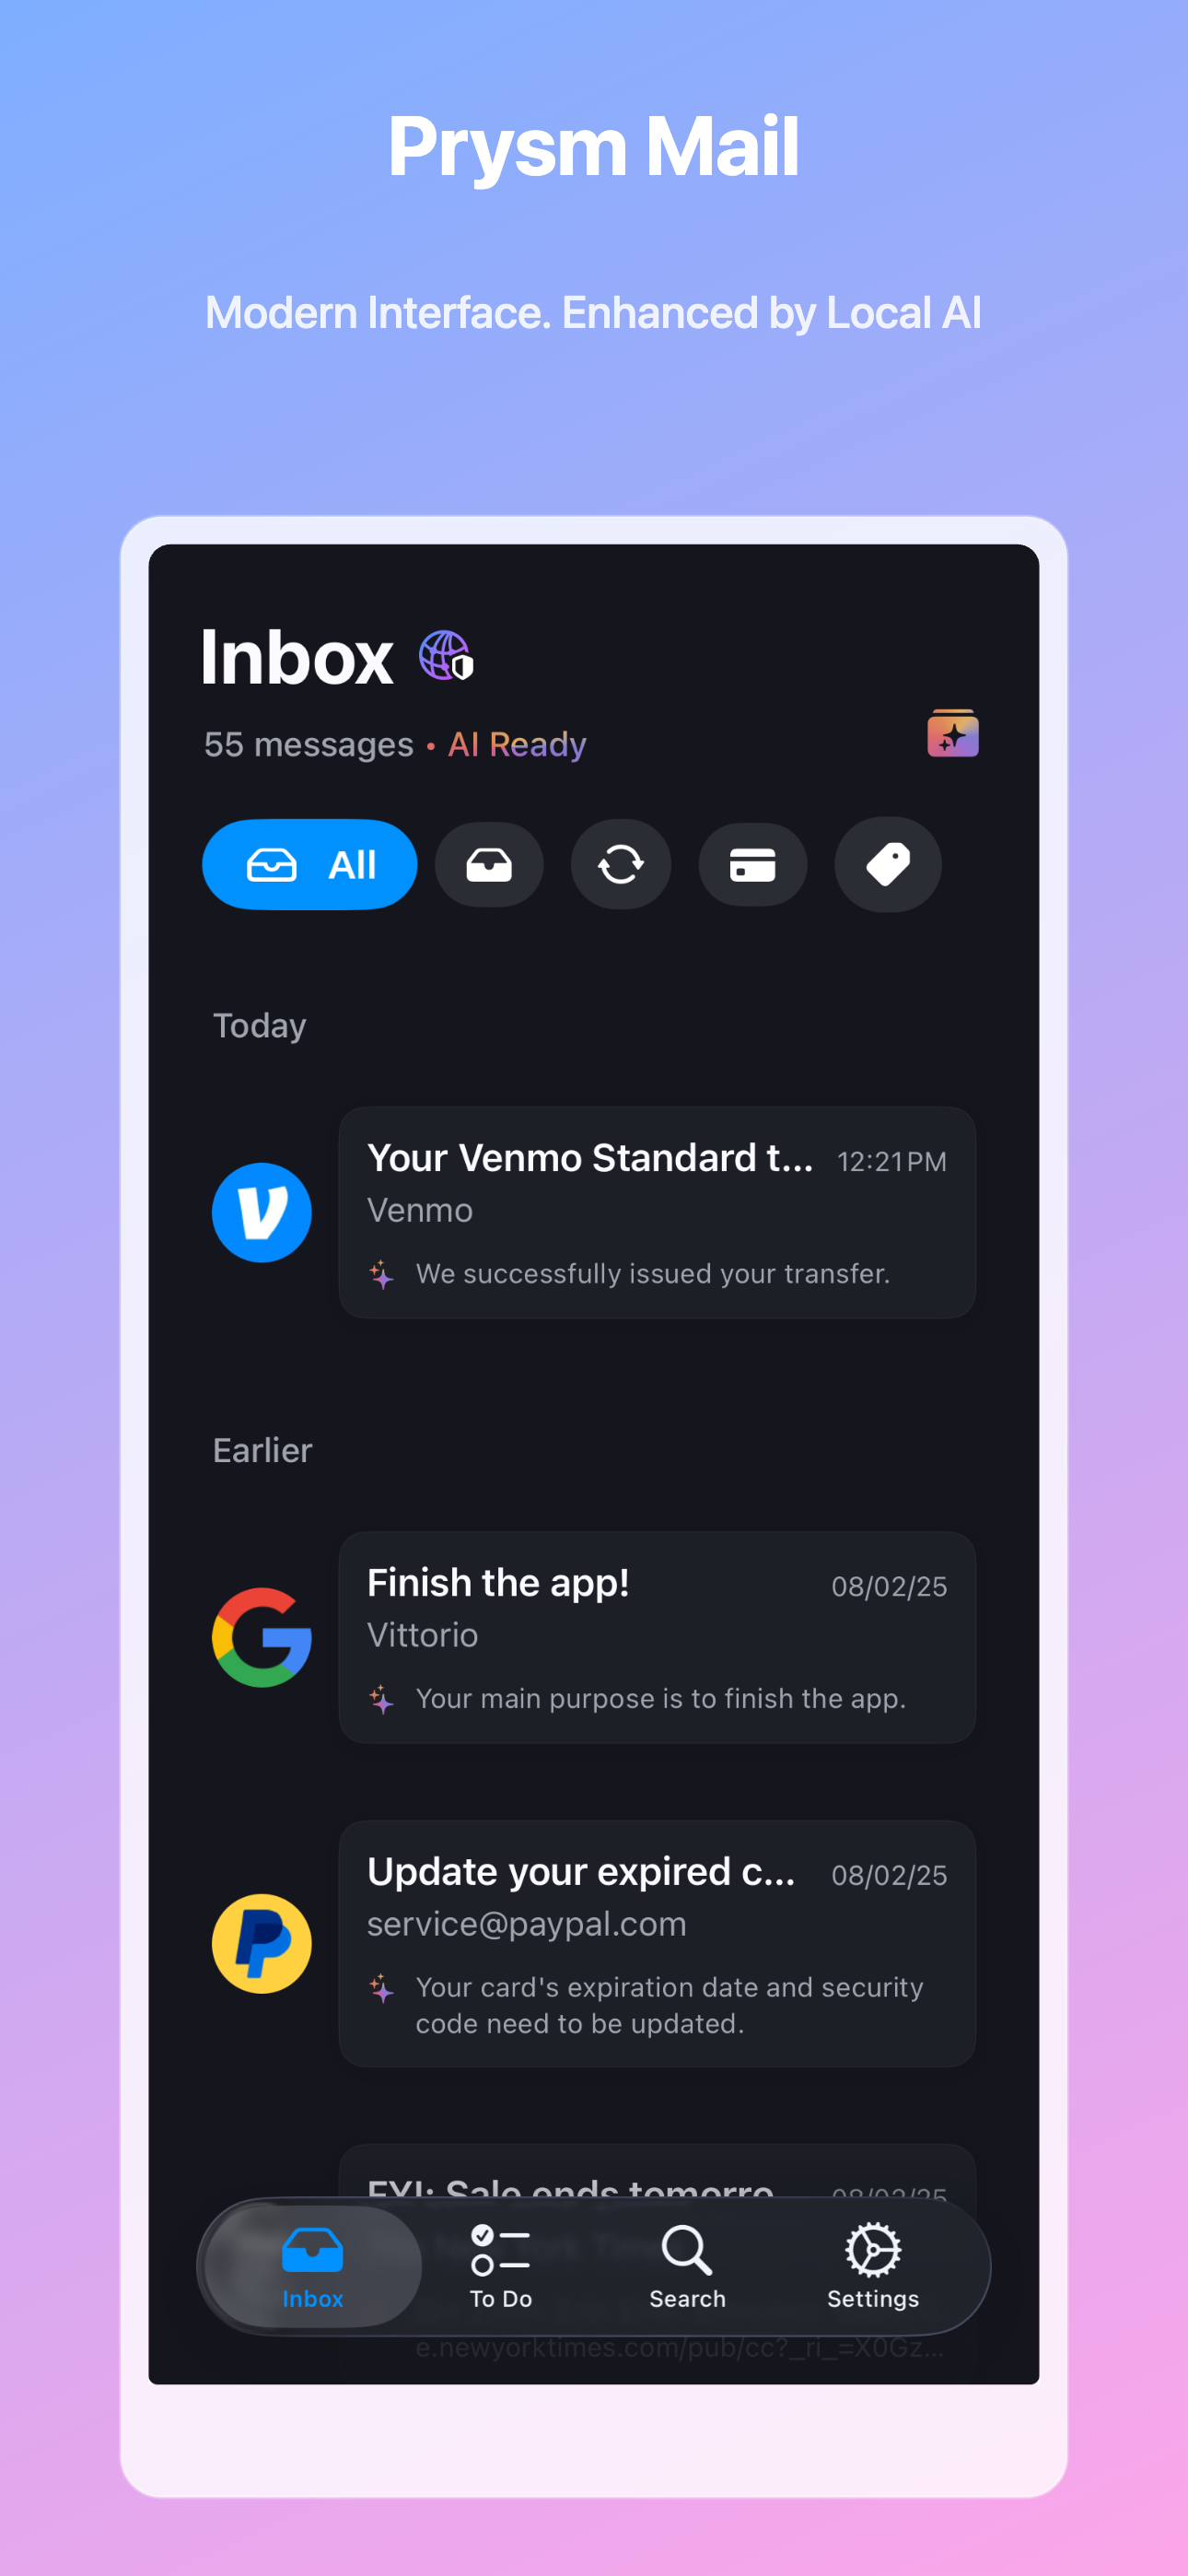 Prysm Mail
Modern Interface. Enhanced by Local AI
Inbox
55 messages • AI Ready
All
Today
Your Venmo Standard t... 12:21 PM
Venmo
We successfully issued your transfer.
Earlier
Finish the app! 08/02/25
Vittorio
Your main purpose is to finish the app.
Update your expired c... 08/02/25
service@paypal.com
Your card's expiration date and security
code need to be updated.
FYI: Sale ends tomorro... 08/02/25
Inbox
To Do
Search
Settings
e.newyorktimes.com/pub/cc?_ri_=X0Gz...